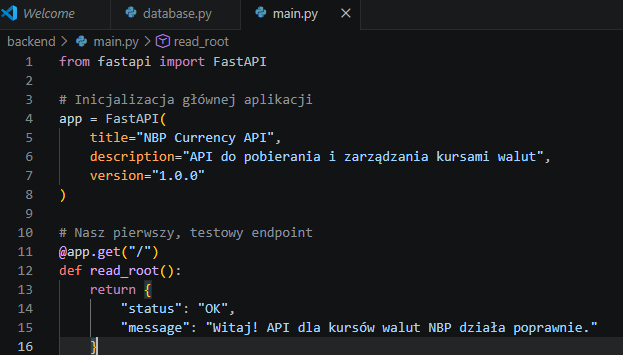 Welcome database.py main.py
backend > main.py > read_root
1 from fastapi import FastAPI
2
3 # Inicjalizacja głównej aplikacji
4 app = FastAPI(
5     title="NBP Currency API",
6     description="API do pobierania i zarządzania kursami walut",
7     version="1.0.0"
8 )
9
10 # Nasz pierwszy, testowy endpoint
11 @app.get("/")
12 def read_root():
13     return {
14         "status": "OK",
15         "message": "Witaj! API dla kursów walut NBP działa poprawnie."
16     }